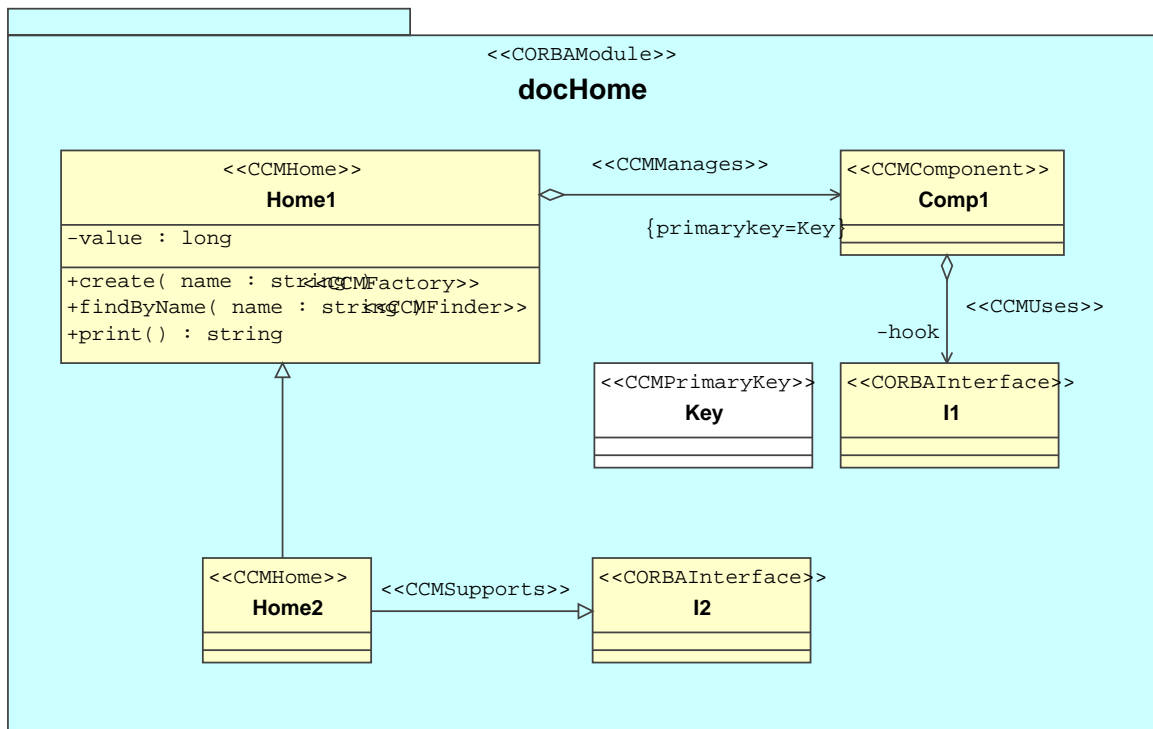 <<CORBAModule>>
docHome
<<CCMHome>>
Home1
-value : long
+create( name : string ) <<CCMFactory>>
+findByName( name : string ) <<CCMFinder>>
+print() : string
<<CCMManages>>
{primarykey=Key}
<<CCMComponent>>
Comp1
<<CCMUses>>
-hook
<<CCMPrimaryKey>>
Key
<<CORBAInterface>>
I1
<<CCMHome>>
Home2
<<CCMSupports>>
<<CORBAInterface>>
I2